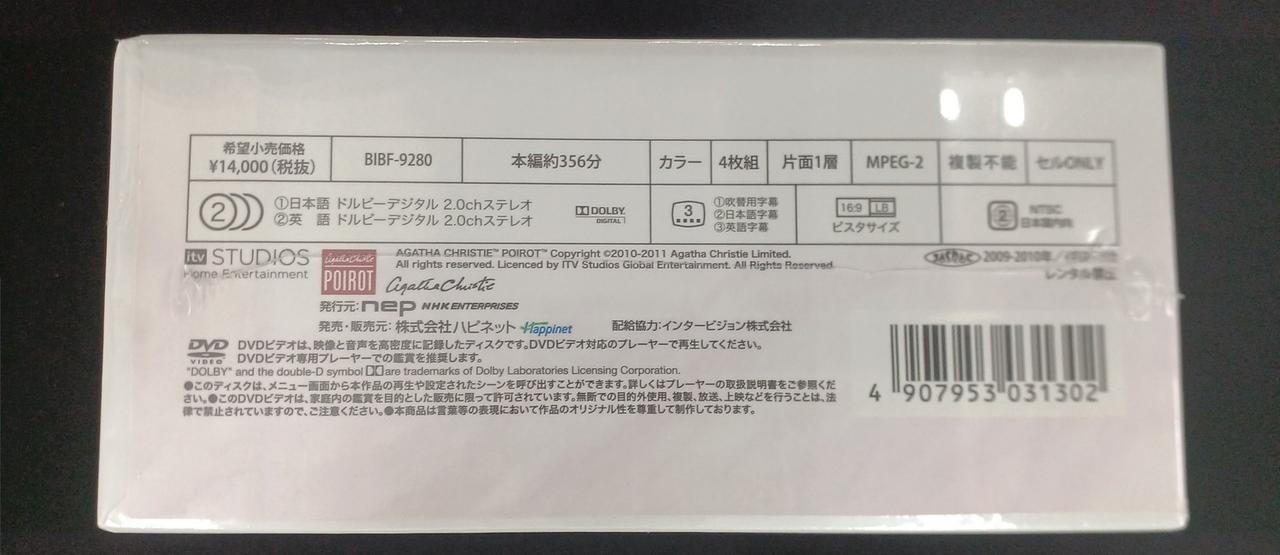 希望小売価格
¥14,000(税抜)
BIBF-9280
本編約356分
カラー
4枚組
片面1層
MPEG-2
複製不能
セルONLY
2
①日本語 ドルビーデジタル 2.0chステレオ
②英 語 ドルビーデジタル 2.0chステレオ
DOLBY
DIGITAL
3
①吹替用字幕
②日本語字幕
③英語字幕
16:9 LB
ビスタサイズ
2
NTSC
日本国内向
itv STUDIOS
Home Entertainment
Agatha Christie
POIROT
AGATHA CHRISTIE™ POIROT™ Copyright ©2010-2011 Agatha Christie Limited.
All rights reserved. Licenced by ITV Studios Global Entertainment. All Rights Reserved.
Agatha Christie
JASRAC 2009-2010年/
レンタル禁止
発行元:nep NHK ENTERPRISES
発売・販売元:株式会社ハピネット Happinet
配給協力:インタービジョン株式会社
DVD
VIDEO
DVDビデオは、映像と音声を高密度に記録したディスクです。DVDビデオ対応のプレーヤーで再生してください。
DVDビデオ専用プレーヤーでの鑑賞を推奨します。
"DOLBY" and the double-D symbol are trademarks of Dolby Laboratories Licensing Corporation.
●このディスクは、メニュー画面から本作品の再生や設定されたシーンを呼び出すことができます。詳しくはプレーヤーの取扱説明書をご参照くだ
さい。●このDVDビデオは、家庭内の鑑賞を目的とした販売に限って許可されています。無断での目的外使用、複製、放送、上映などを行うことは、法
律で禁止されていますので、ご注意ください。●本商品は言葉等の表現において作品のオリジナル性を尊重して制作しております。
4 907953 031302